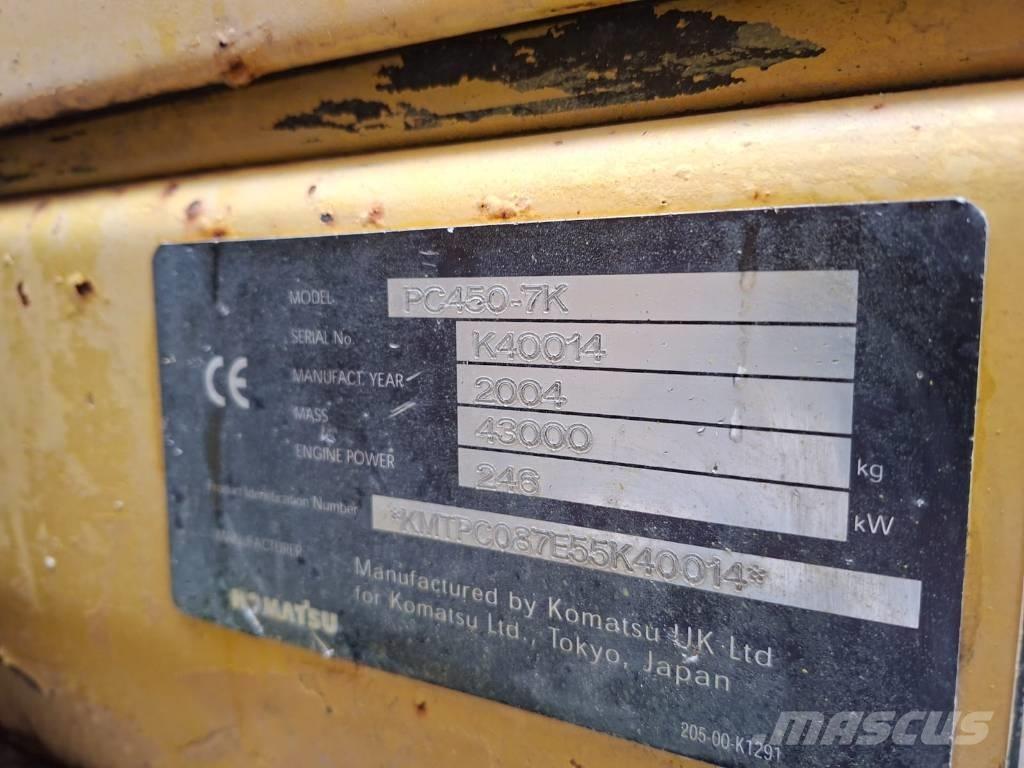 MODEL PC450-7K
SERIAL No. K40014
CE
MANUFACT. YEAR 2004
MASS 43000 kg
ENGINE POWER 246 kW
Product Identification Number *KMTPC087E55K40014*
MANUFACTURER
Manufactured by Komatsu UK Ltd
for Komatsu Ltd., Tokyo, Japan
KOMATSU
205-00-K1291
MASCUS